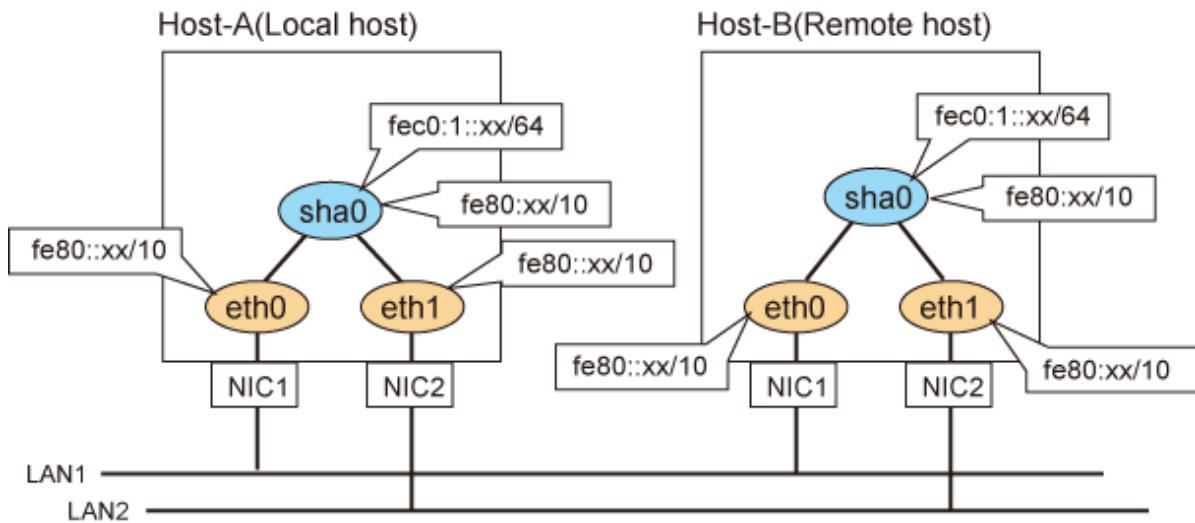 Host-A(Local host)
Host-B(Remote host)
fec0:1::xx/64
fec0:1::xx/64
sha0
fe80:xx/10
sha0
fe80:xx/10
fe80::xx/10
fe80::xx/10
eth0
eth1
eth0
eth1
fe80::xx/10
fe80:xx/10
NIC1
NIC2
NIC1
NIC2
LAN1
LAN2